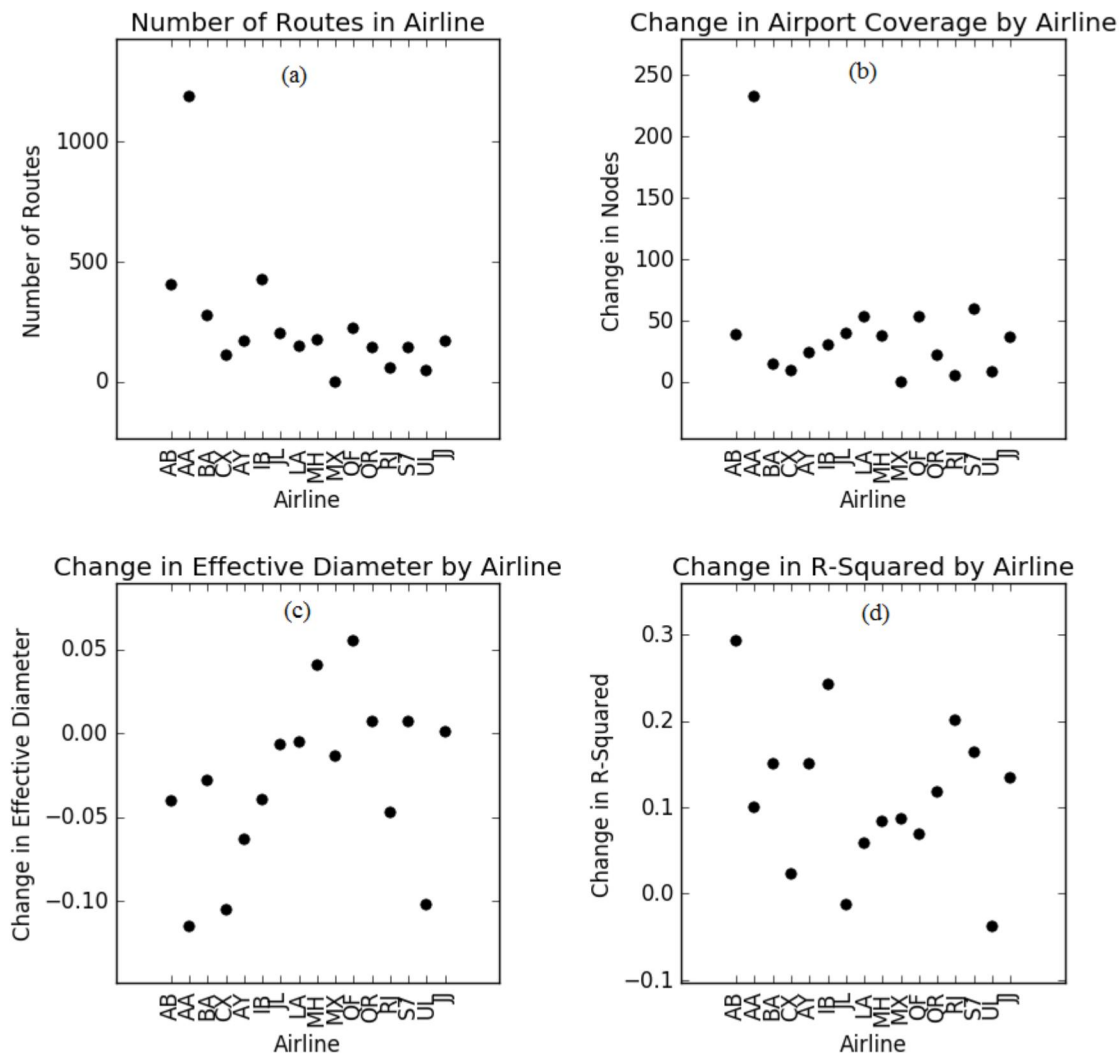 Number of Routes in Airline
(a)
1000
500
0
Number of Routes
AB AA BA CX AY IB JL LA MH MX OF OR RJ S7 UL JJ
Airline
Change in Airport Coverage by Airline
(b)
250
200
150
100
50
0
Change in Nodes
AB AA BA CX AY IB JL LA MH MX OF OR RJ S7 UL JJ
Airline
Change in Effective Diameter by Airline
(c)
0.05
0.00
−0.05
−0.10
Change in Effective Diameter
AB AA BA CX AY IB JL LA MH MX OF OR RJ S7 UL JJ
Airline
Change in R-Squared by Airline
(d)
0.3
0.2
0.1
0.0
−0.1
Change in R-Squared
AB AA BA CX AY IB JL LA MH MX OF OR RJ S7 UL JJ
Airline